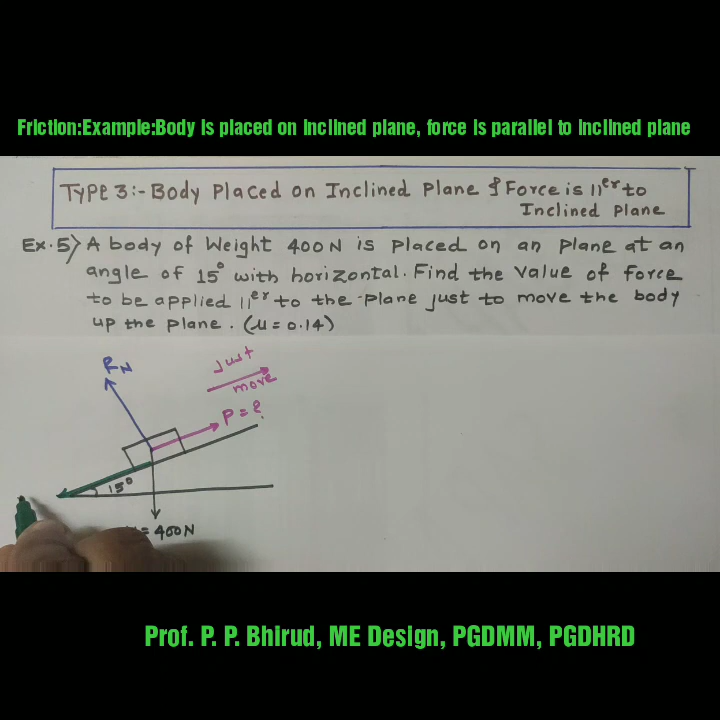 Friction:Example:Body is placed on inclined plane, force is parallel to inclined plane
TYPE 3:- Body Placed on Inclined Plane & Force is 11er to
Inclined Plane
Ex.5) A body of Weight 400N is placed on an plane at an
angle of 15° with horizontal. Find the value of force
to be applied 11er to the plane just to move the body
up the plane. (μ = 0.14)
RN
Just
move
P = ?
15°
= 400N
Prof. P. P. Bhirud, ME Design, PGDMM, PGDHRD